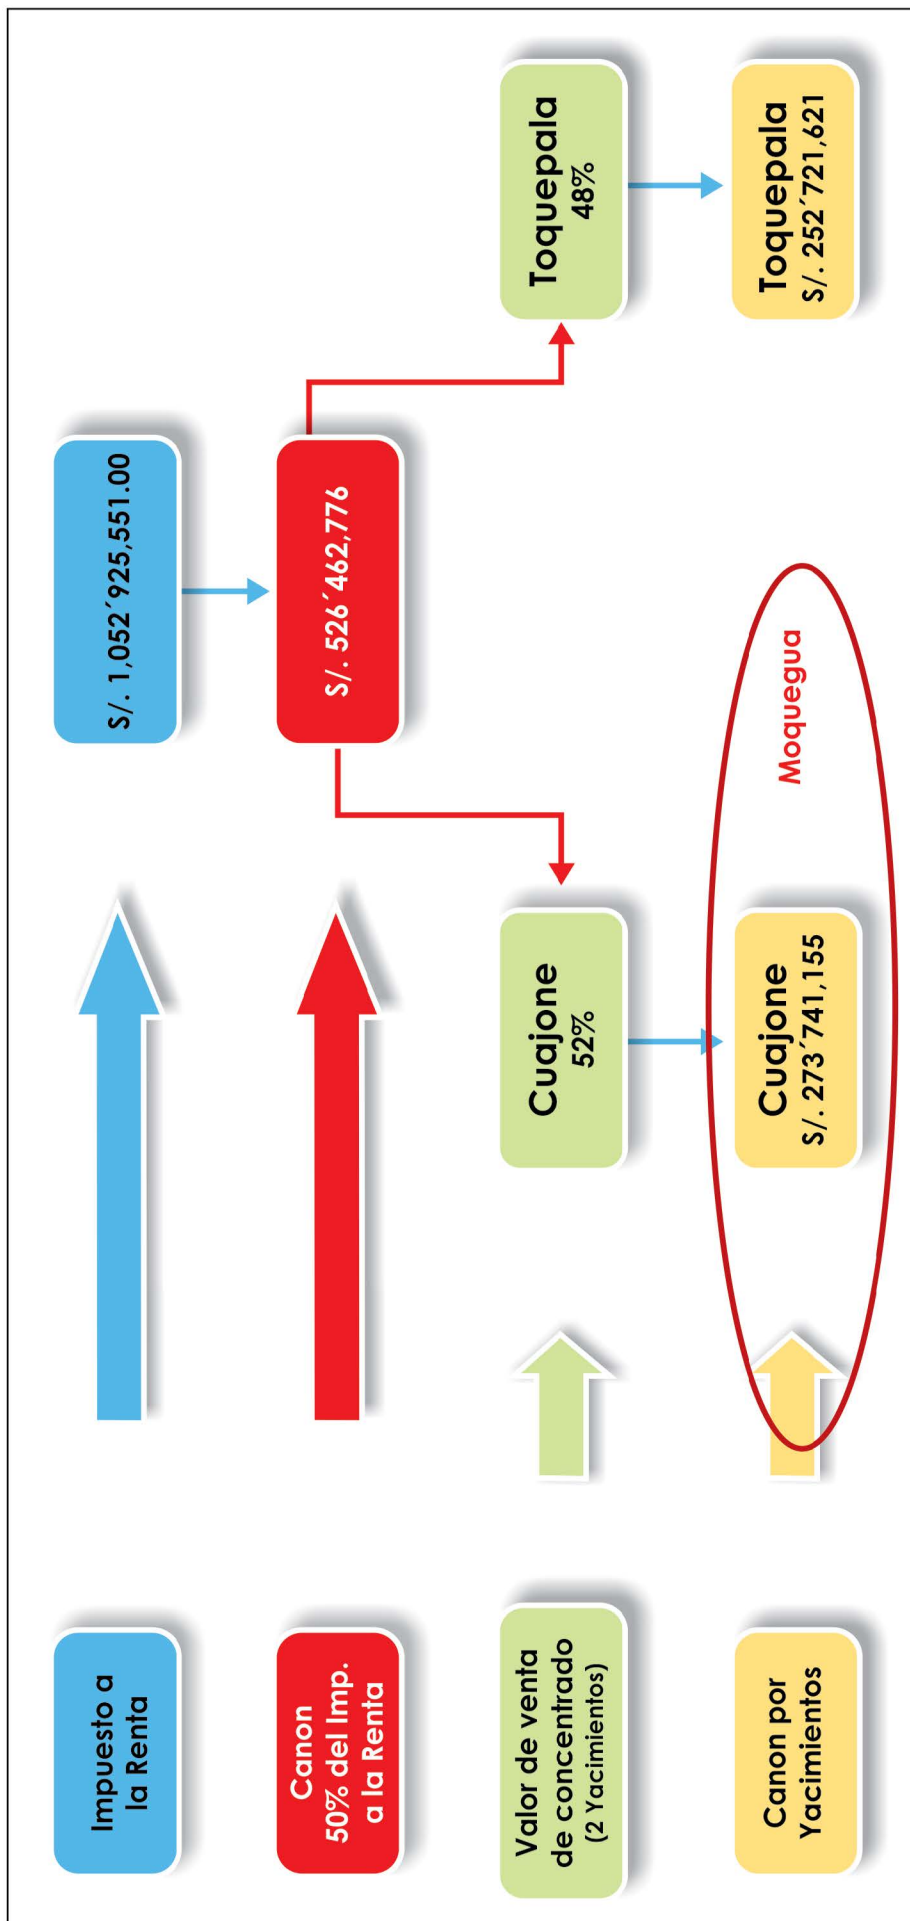 Impuesto a
la Renta
S/. 1,052´925,551.00
Canon
50% del Imp.
a la Renta
S/. 526´462,776
Valor de venta
de concentrado
(2 Yacimientos)
Cuajone
52%
Toquepala
48%
Canon por
Yacimientos
Cuajone
S/. 273´741,155
Moquegua
Toquepala
S/. 252´721,621